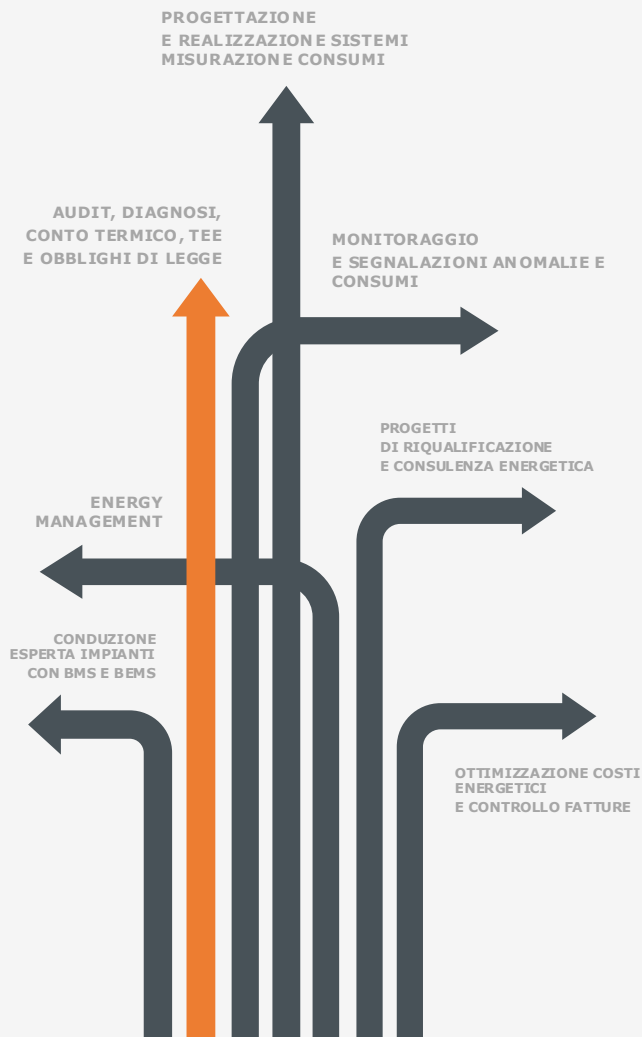 PROGETTAZIONE
E REALIZZAZIONE SISTEMI
MISURAZIONE CONSUMI
AUDIT, DIAGNOSI,
CONTO TERMICO, TEE
E OBBLIGHI DI LEGGE
MONITORAGGIO
E SEGNALAZIONI ANOMALIE E
CONSUMI
PROGETTI
DI RIQUALIFICAZIONE
E CONSULENZA ENERGETICA
ENERGY
MANAGEMENT
CONDUZIONE
ESPERTA IMPIANTI
CON BMS E BEMS
OTTIMIZZAZIONE COSTI
ENERGETICI
E CONTROLLO FATTURE